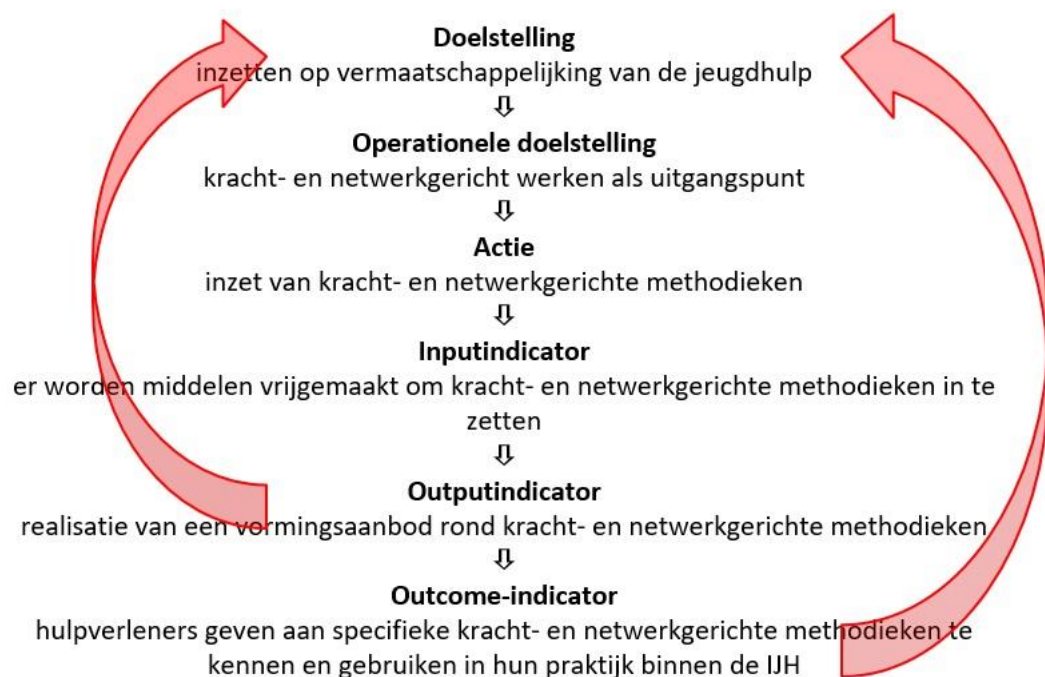 Doelstelling
inzetten op vermaatschappelijking van de jeugdhulp
Operationele doelstelling
kracht- en netwerkgericht werken als uitgangspunt
Actie
inzet van kracht- en netwerkgerichte methodieken
Inputindicator
er worden middelen vrijgemaakt om kracht- en netwerkgerichte methodieken in te
zetten
Outputindicator
realisatie van een vormingsaanbod rond kracht- en netwerkgerichte methodieken
Outcome-indicator
hulpverleners geven aan specifieke kracht- en netwerkgerichte methodieken te
kennen en gebruiken in hun praktijk binnen de IJH